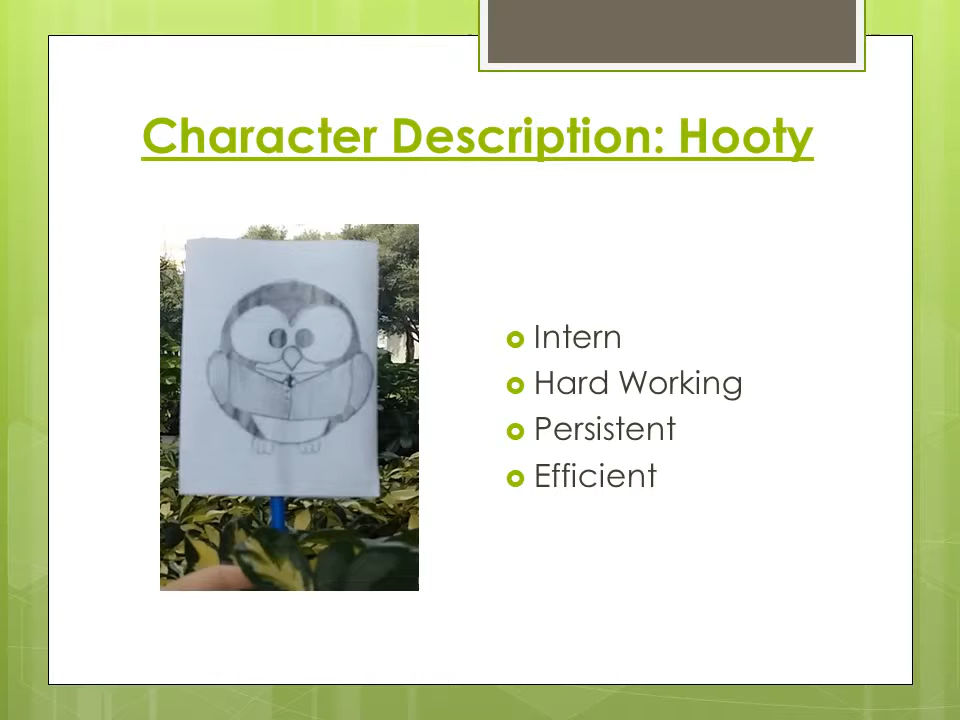 Character Description: Hooty
Intern
Hard Working
Persistent
Efficient